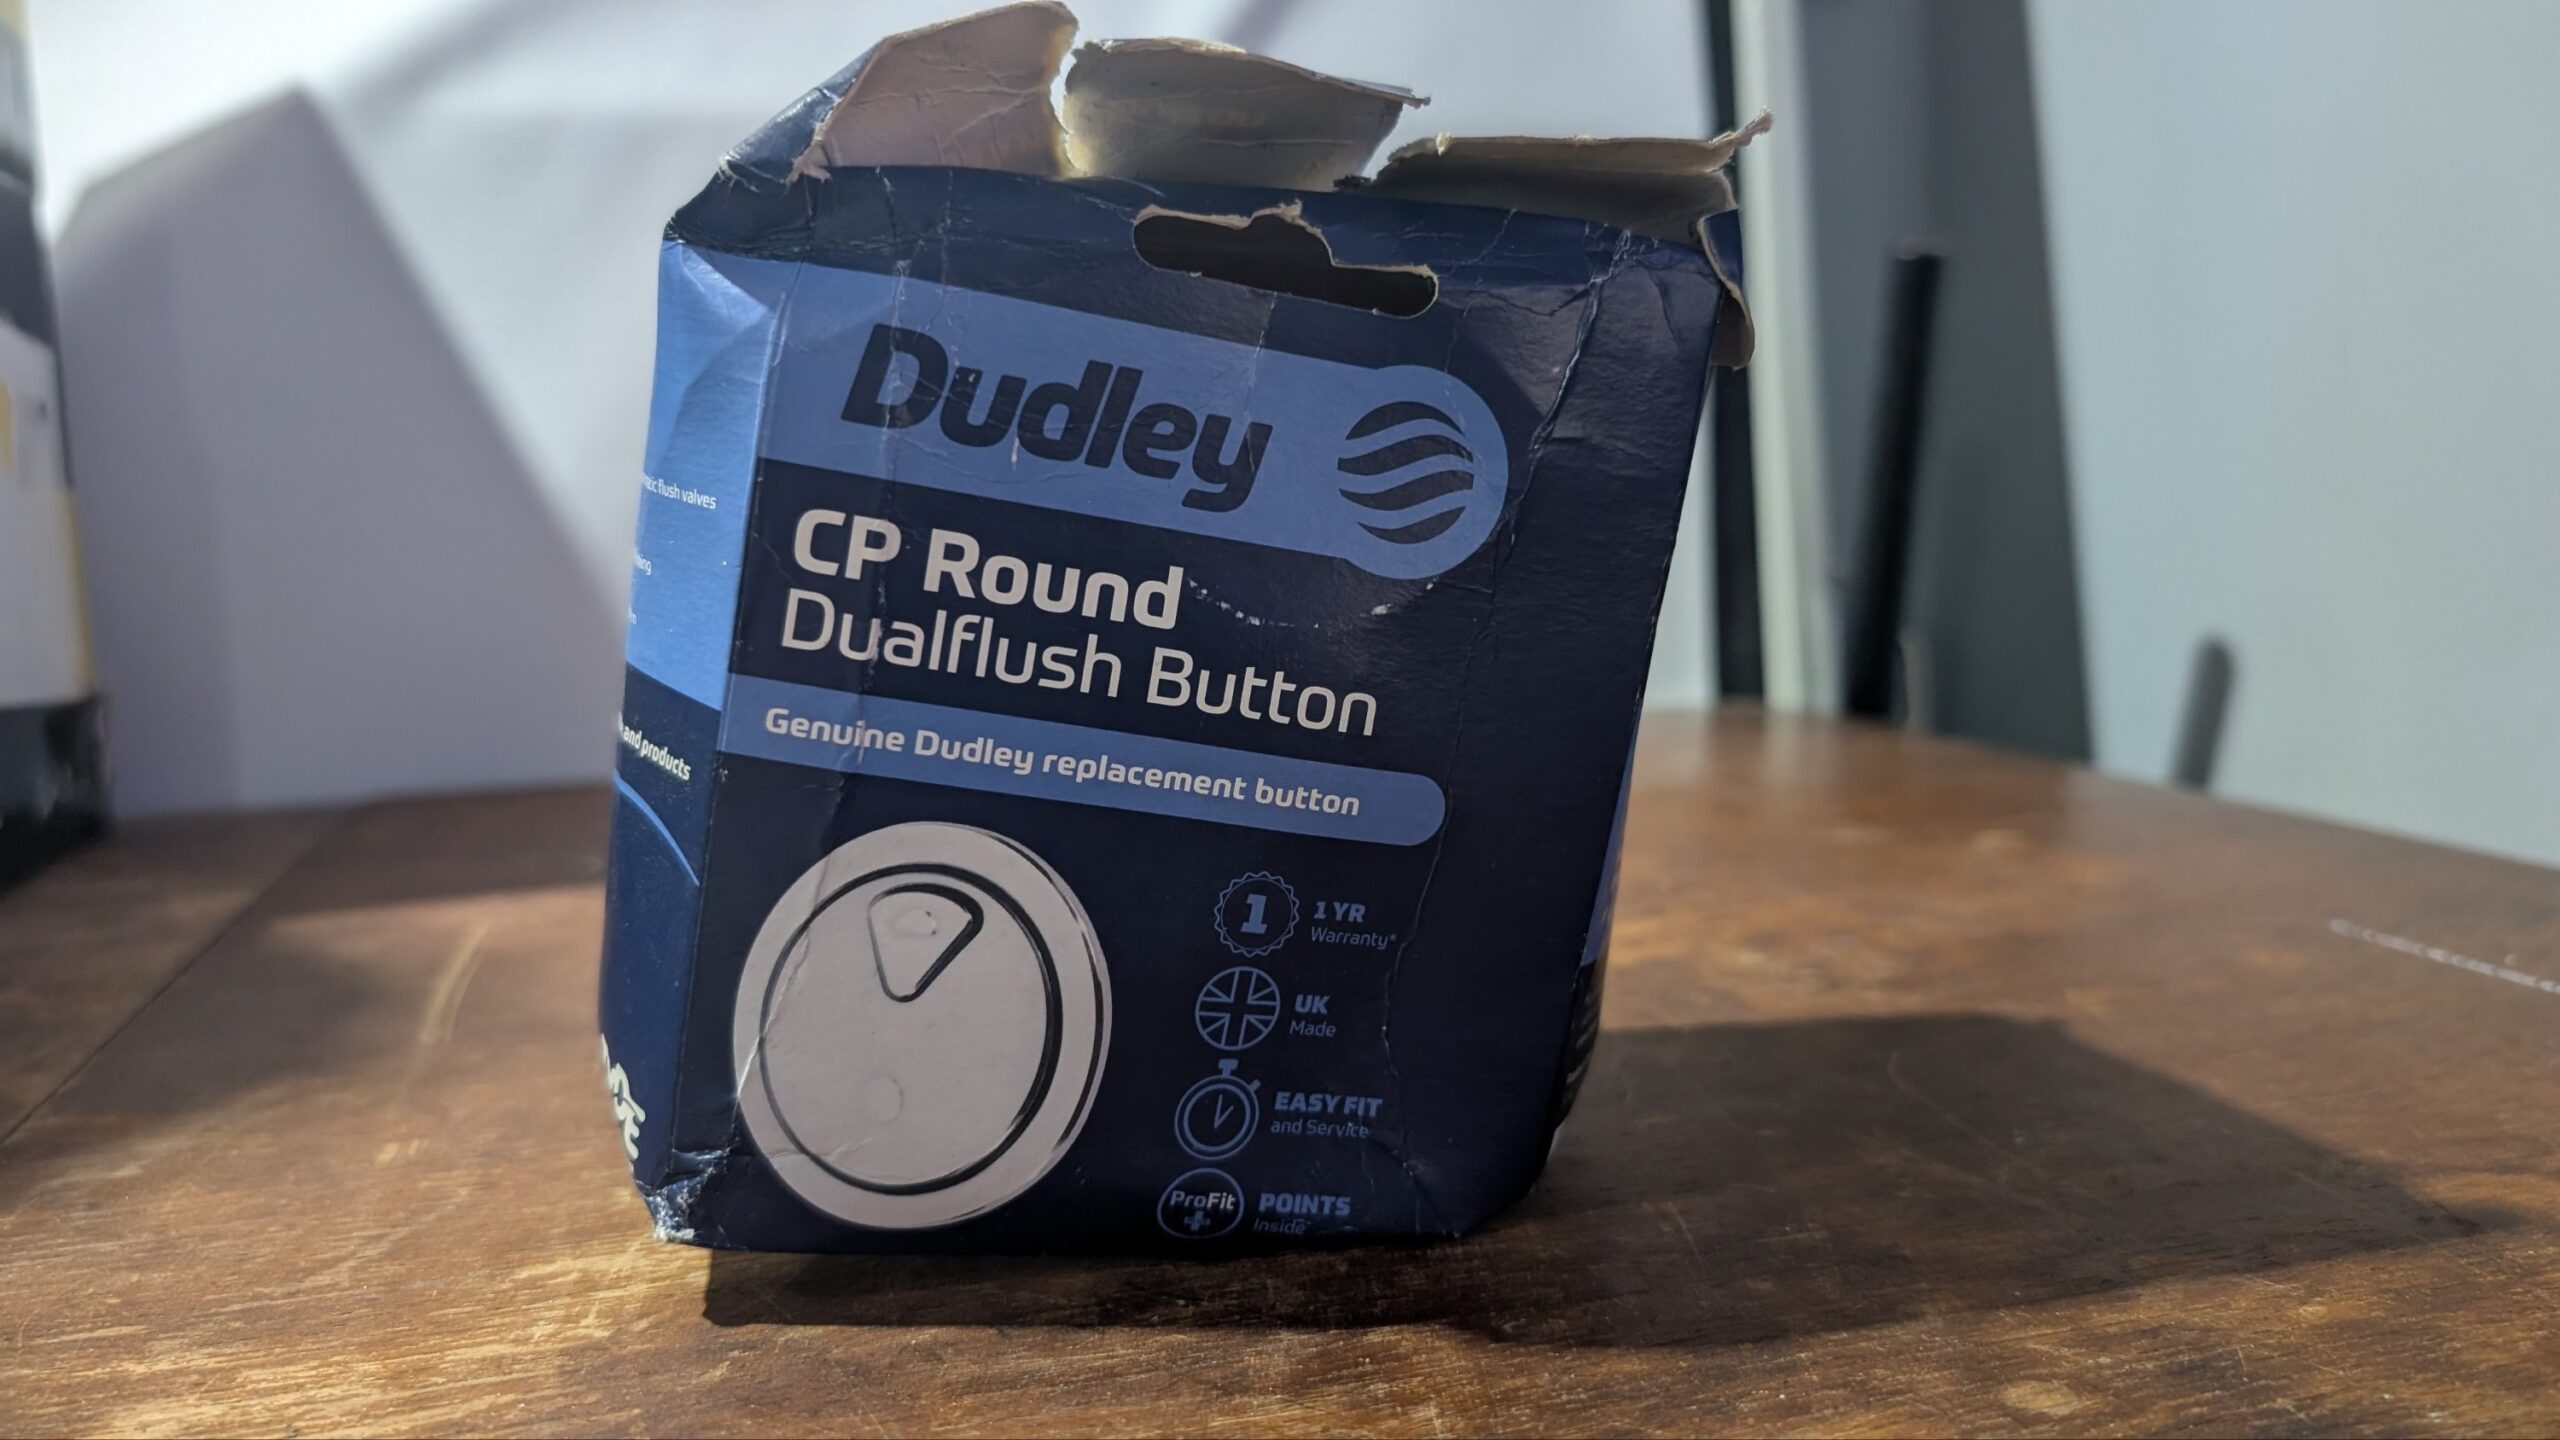 Dudley
CP Round
Dualflush Button
Genuine Dudley replacement button
1
1 YR
Warranty*
UK
Made
EASY FIT
and Service
ProFit
+
POINTS
Inside
flush valves
and products